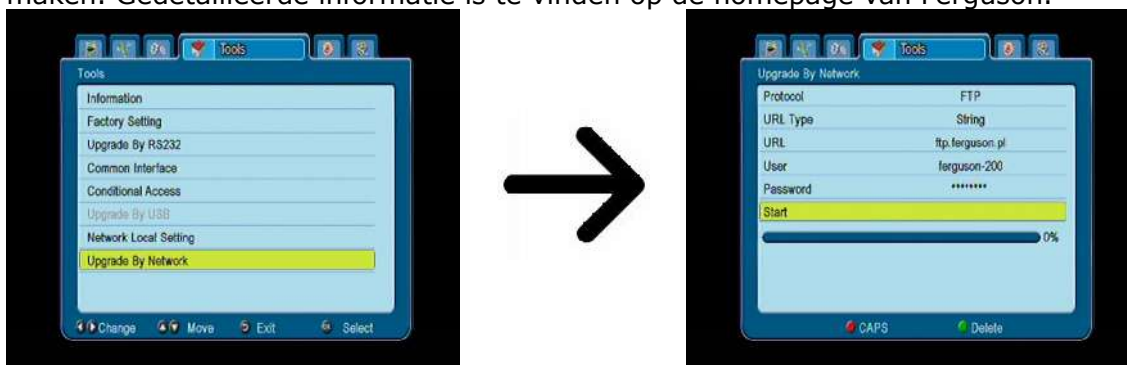 maken. Gedetailleerde informatie is te vinden op de homepage van Ferguson.
Tools
Tools
Information
Factory Setting
Upgrade By RS232
Common Interface
Conditional Access
Upgrade By USB
Network Local Setting
Upgrade By Network
Change Move Exit Select
Tools
Upgrade By Network
Protocol FTP
URL Type String
URL ftp.ferguson.pl
User ferguson-200
Password ********
Start
0%
CAPS Delete